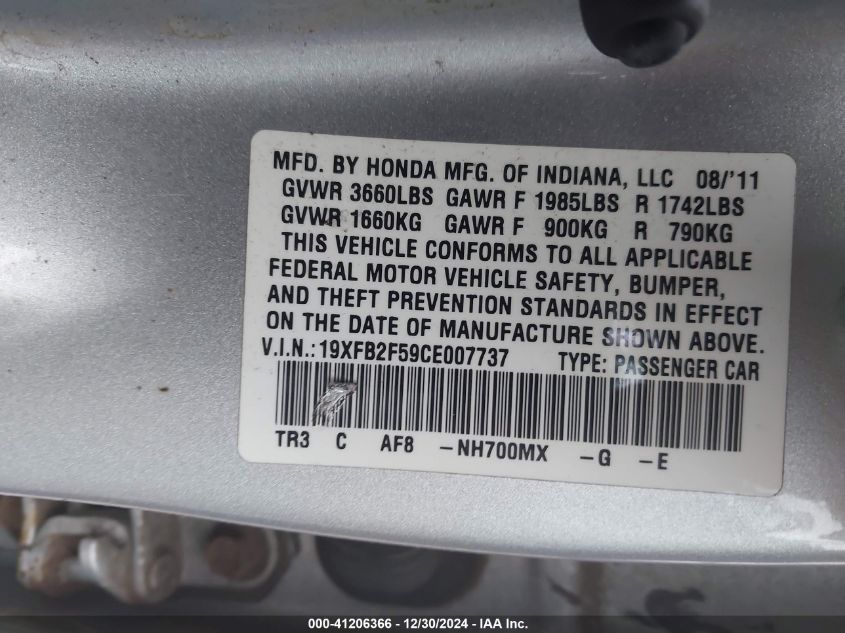 MFD. BY HONDA MFG. OF INDIANA, LLC 08/'11
GVWR 3660LBS GAWR F 1985LBS R 1742LBS
GVWR 1660KG GAWR F 900KG R 790KG
THIS VEHICLE CONFORMS TO ALL APPLICABLE
FEDERAL MOTOR VEHICLE SAFETY, BUMPER,
AND THEFT PREVENTION STANDARDS IN EFFECT
ON THE DATE OF MANUFACTURE SHOWN ABOVE.
V.I.N.:19XFB2F59CE007737 TYPE: PASSENGER CAR
TR3 C AF8 -NH700MX -G -E
000-41206366 - 12/30/2024 - IAA Inc.